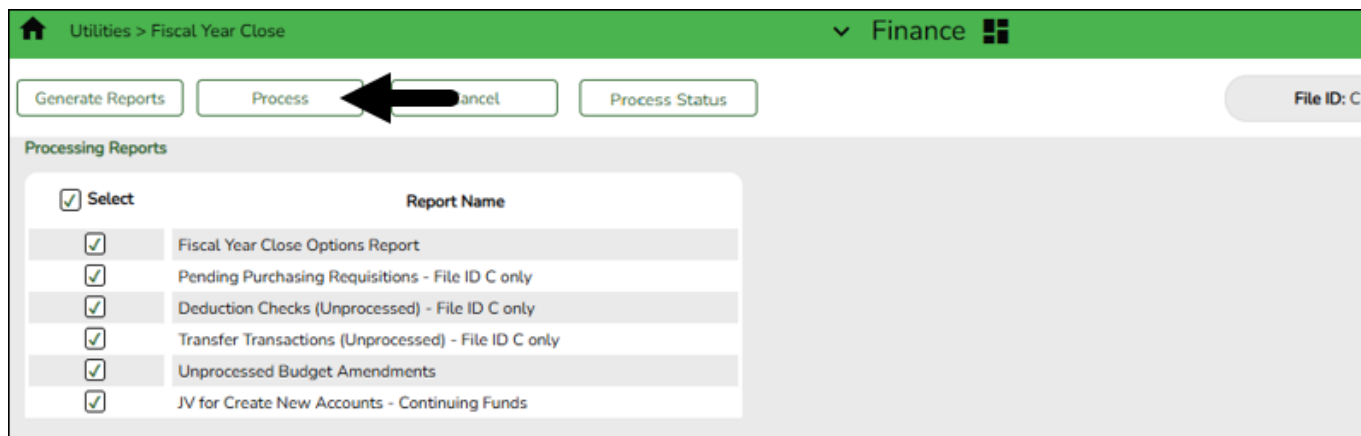 Utilities > Fiscal Year Close
Finance
Generate Reports
Process
ancel
Process Status
File ID: C
Processing Reports
Select
Report Name
Fiscal Year Close Options Report
Pending Purchasing Requisitions - File ID C only
Deduction Checks (Unprocessed) - File ID C only
Transfer Transactions (Unprocessed) - File ID C only
Unprocessed Budget Amendments
JV for Create New Accounts - Continuing Funds